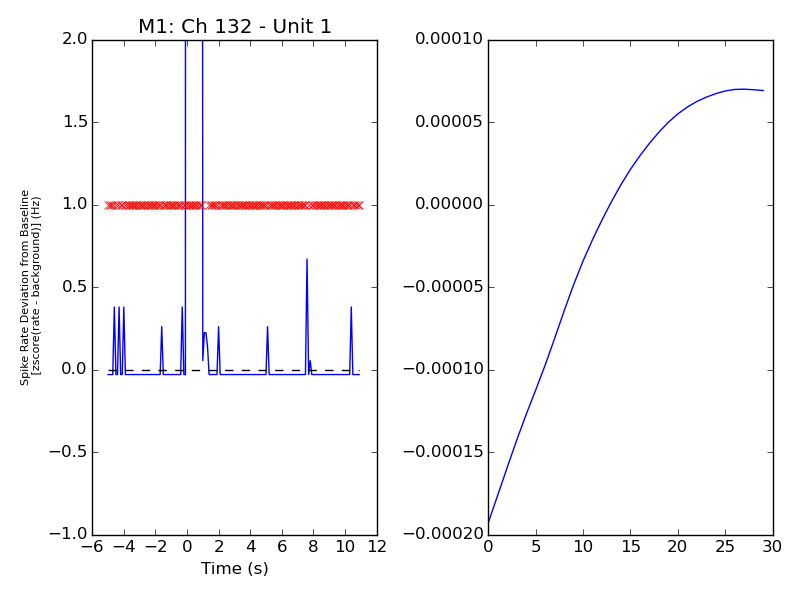 M1: Ch 132 - Unit 1
Spike Rate Deviation from Baseline
[zscore(rate - background)] (Hz)
2.0
1.5
1.0
0.5
0.0
−0.5
−1.0
−6 −4 −2 0 2 4 6 8 10 12
Time (s)
0.00010
0.00005
0.00000
−0.00005
−0.00010
−0.00015
−0.00020
0 5 10 15 20 25 30